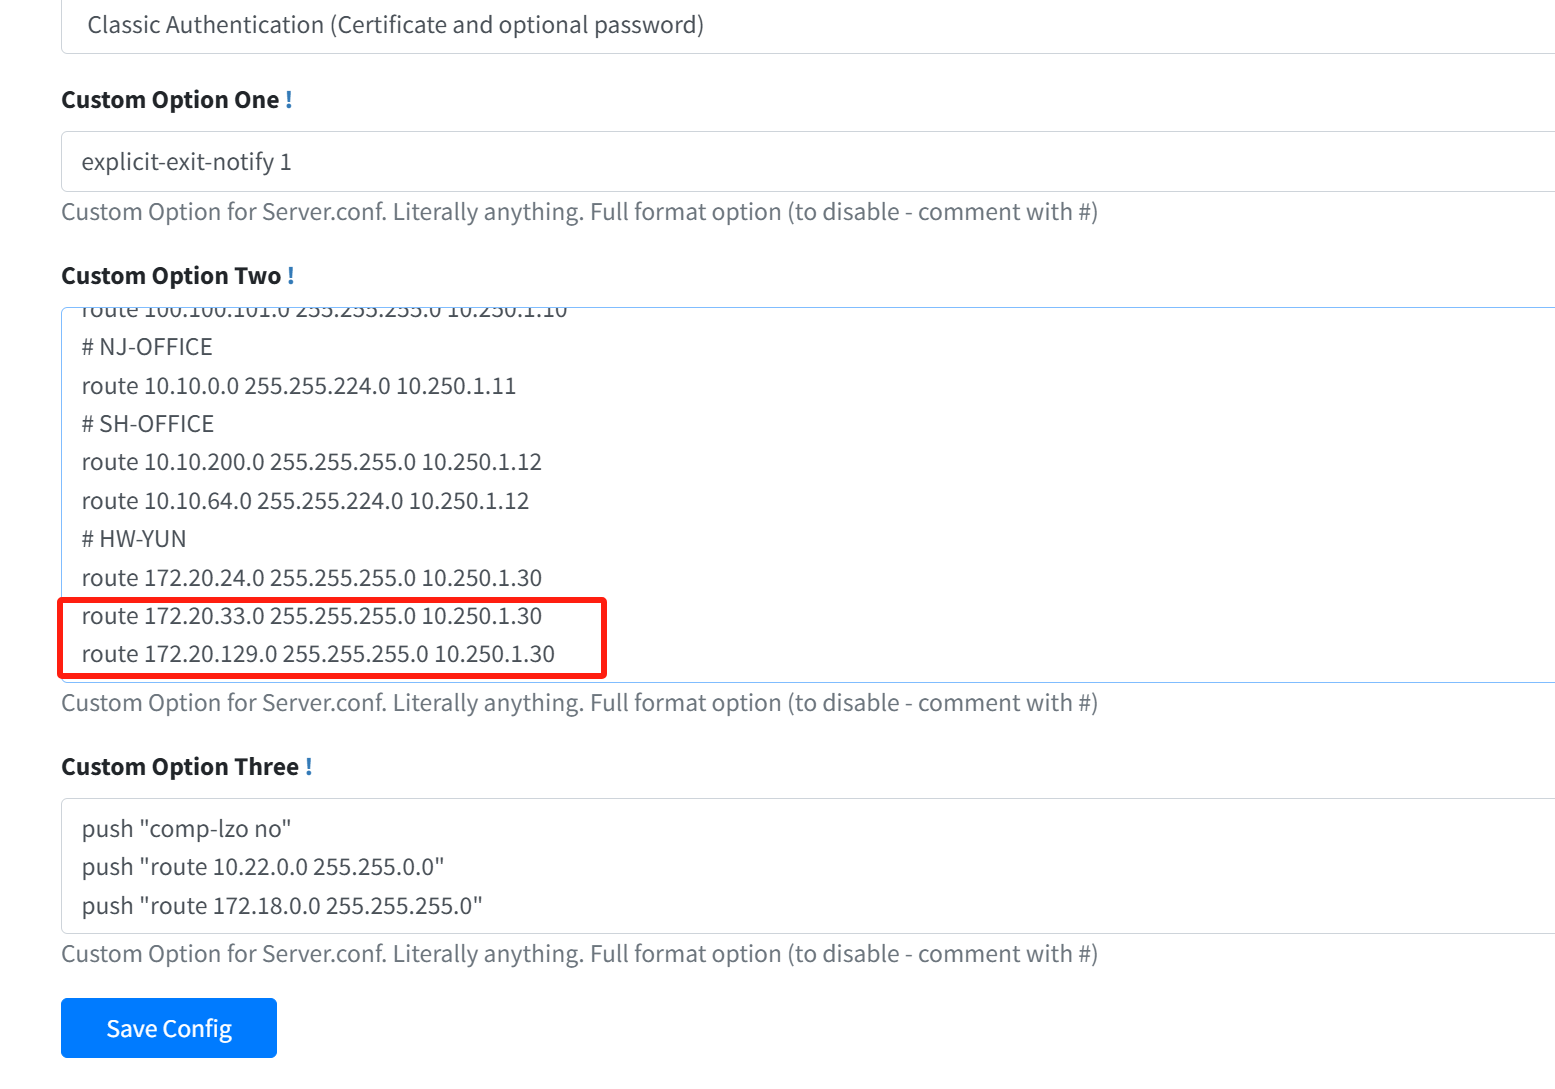 Classic Authentication (Certificate and optional password)
Custom Option One !
explicit-exit-notify 1
Custom Option for Server.conf. Literally anything. Full format option (to disable - comment with #)
Custom Option Two !
route 100.100.101.0 255.255.255.0 10.250.1.10
# NJ-OFFICE
route 10.10.0.0 255.255.224.0 10.250.1.11
# SH-OFFICE
route 10.10.200.0 255.255.255.0 10.250.1.12
route 10.10.64.0 255.255.224.0 10.250.1.12
# HW-YUN
route 172.20.24.0 255.255.255.0 10.250.1.30
route 172.20.33.0 255.255.255.0 10.250.1.30
route 172.20.129.0 255.255.255.0 10.250.1.30
Custom Option for Server.conf. Literally anything. Full format option (to disable - comment with #)
Custom Option Three !
push "comp-lzo no"
push "route 10.22.0.0 255.255.0.0"
push "route 172.18.0.0 255.255.255.0"
Custom Option for Server.conf. Literally anything. Full format option (to disable - comment with #)
Save Config